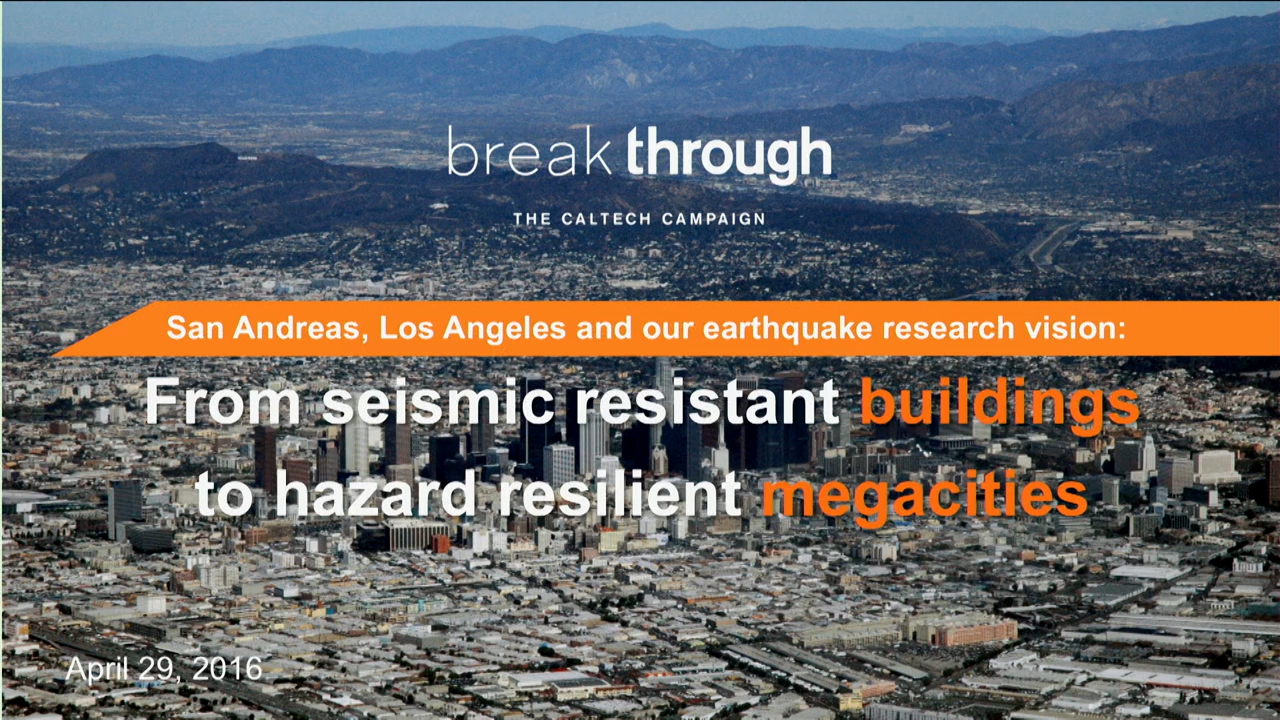 break through
THE CALTECH CAMPAIGN
San Andreas, Los Angeles and our earthquake research vision:
From seismic resistant buildings
to hazard resilient megacities
April 29, 2016